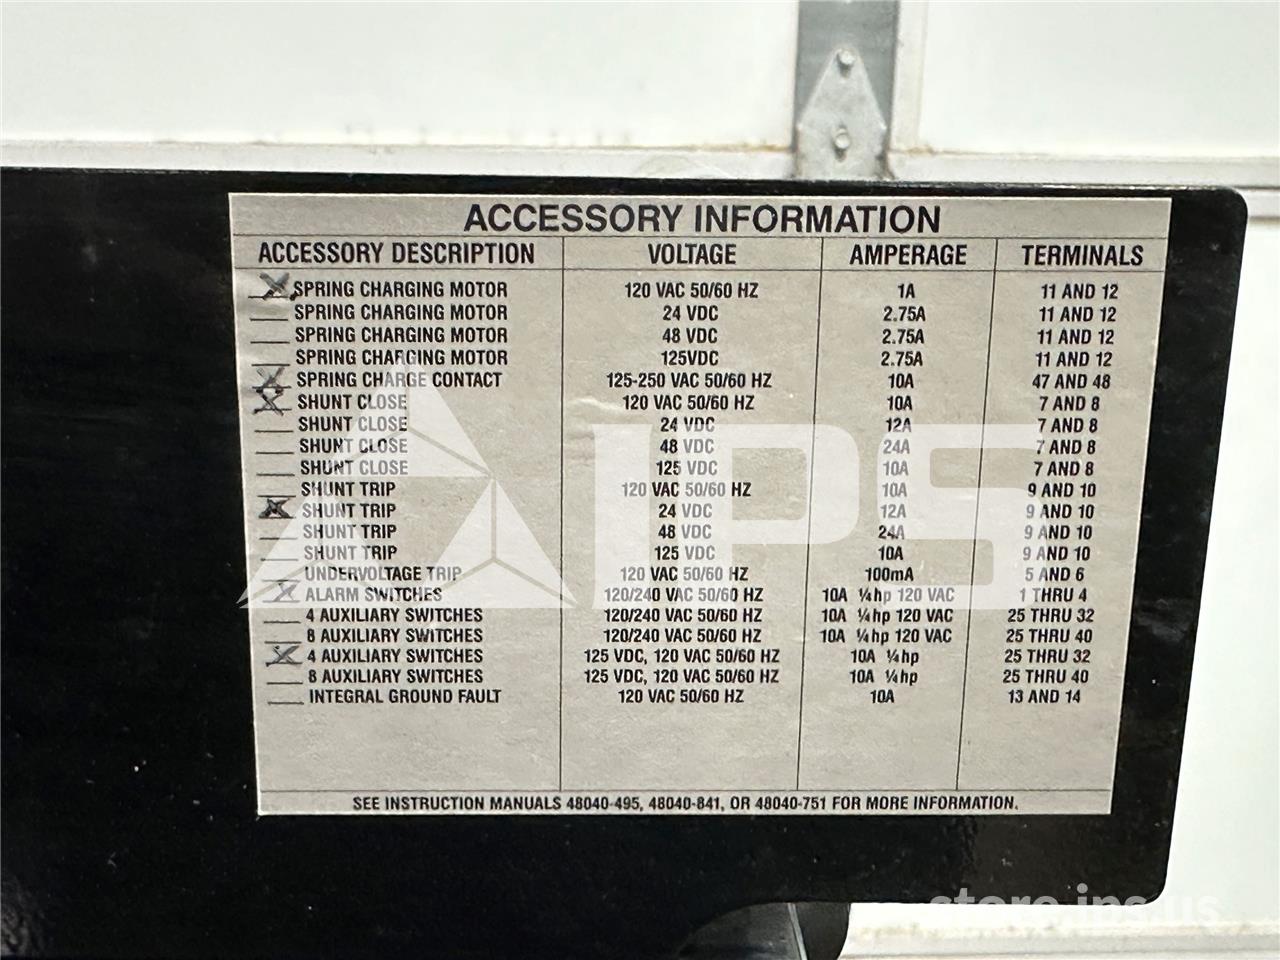 ACCESSORY INFORMATION
ACCESSORY DESCRIPTION VOLTAGE AMPERAGE TERMINALS
X SPRING CHARGING MOTOR 120 VAC 50/60 HZ 1A 11 AND 12
SPRING CHARGING MOTOR 24 VDC 2.75A 11 AND 12
SPRING CHARGING MOTOR 48 VDC 2.75A 11 AND 12
SPRING CHARGING MOTOR 125VDC 2.75A 11 AND 12
X SPRING CHARGE CONTACT 125-250 VAC 50/60 HZ 10A 47 AND 48
X SHUNT CLOSE 120 VAC 50/60 HZ 10A 7 AND 8
SHUNT CLOSE 24 VDC 12A 7 AND 8
SHUNT CLOSE 48 VDC 24A 7 AND 8
SHUNT CLOSE 125 VDC 10A 7 AND 8
SHUNT TRIP 120 VAC 50/60 HZ 10A 9 AND 10
X SHUNT TRIP 24 VDC 12A 9 AND 10
SHUNT TRIP 48 VDC 24A 9 AND 10
SHUNT TRIP 125 VDC 10A 9 AND 10
UNDERVOLTAGE TRIP 120 VAC 50/60 HZ 100mA 5 AND 6
X ALARM SWITCHES 120/240 VAC 50/60 HZ 10A ¼hp 120 VAC 1 THRU 4
4 AUXILIARY SWITCHES 120/240 VAC 50/60 HZ 10A ¼hp 120 VAC 25 THRU 32
8 AUXILIARY SWITCHES 120/240 VAC 50/60 HZ 10A ¼hp 120 VAC 25 THRU 40
X 4 AUXILIARY SWITCHES 125 VDC, 120 VAC 50/60 HZ 10A ¼hp 25 THRU 32
8 AUXILIARY SWITCHES 125 VDC, 120 VAC 50/60 HZ 10A ¼hp 25 THRU 40
INTEGRAL GROUND FAULT 120 VAC 50/60 HZ 10A 13 AND 14
SEE INSTRUCTION MANUALS 48040-495, 48040-841, OR 48040-751 FOR MORE INFORMATION.
IPS
store.ips.us